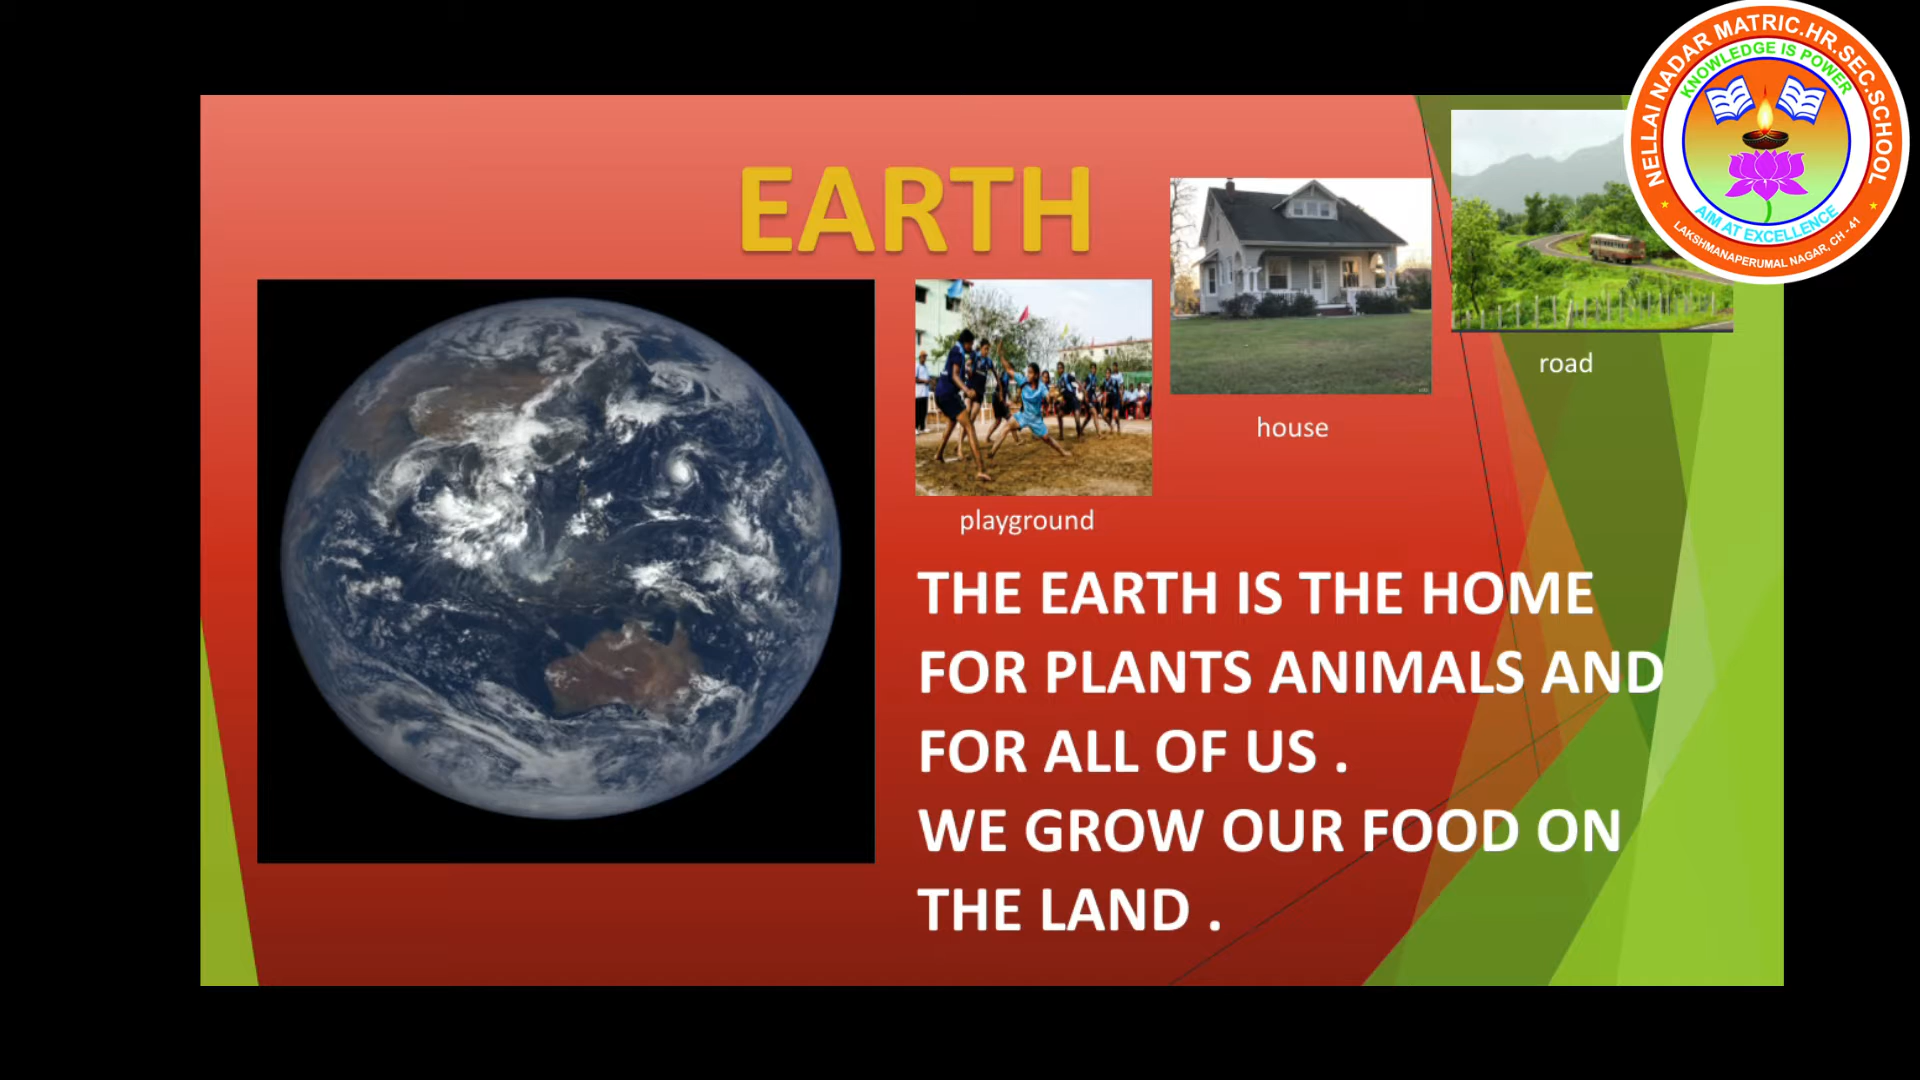 NELLAI NADAR MATRIC.HR.SEC.SCHOOL
KNOWLEDGE IS POWER
AIM AT EXCELLENCE
LAKSHMANAPERUMAL NAGAR, CH - 41
EARTH
road
house
playground
THE EARTH IS THE HOME
FOR PLANTS ANIMALS AND
FOR ALL OF US .
WE GROW OUR FOOD ON
THE LAND .